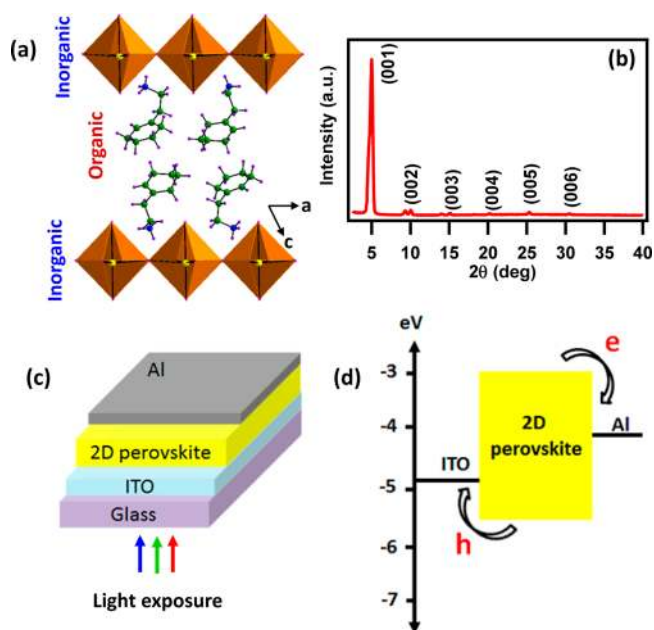 (a)
Inorganic
Organic
Inorganic
a
c
(b)
Intensity (a.u.)
(001)
(002)
(003)
(004)
(005)
(006)
5 10 15 20 25 30 35 40
2θ (deg)
(c)
Al
2D perovskite
ITO
Glass
Light exposure
(d)
eV
-3
-4
-5
-6
-7
e
2D
perovskite
Al
ITO
h